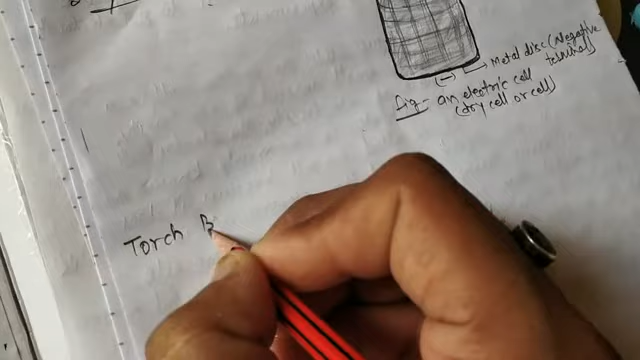 (-) → Metal disc (Negative
terminal)
fig- an electric cell
(dry cell or cell)
Torch B